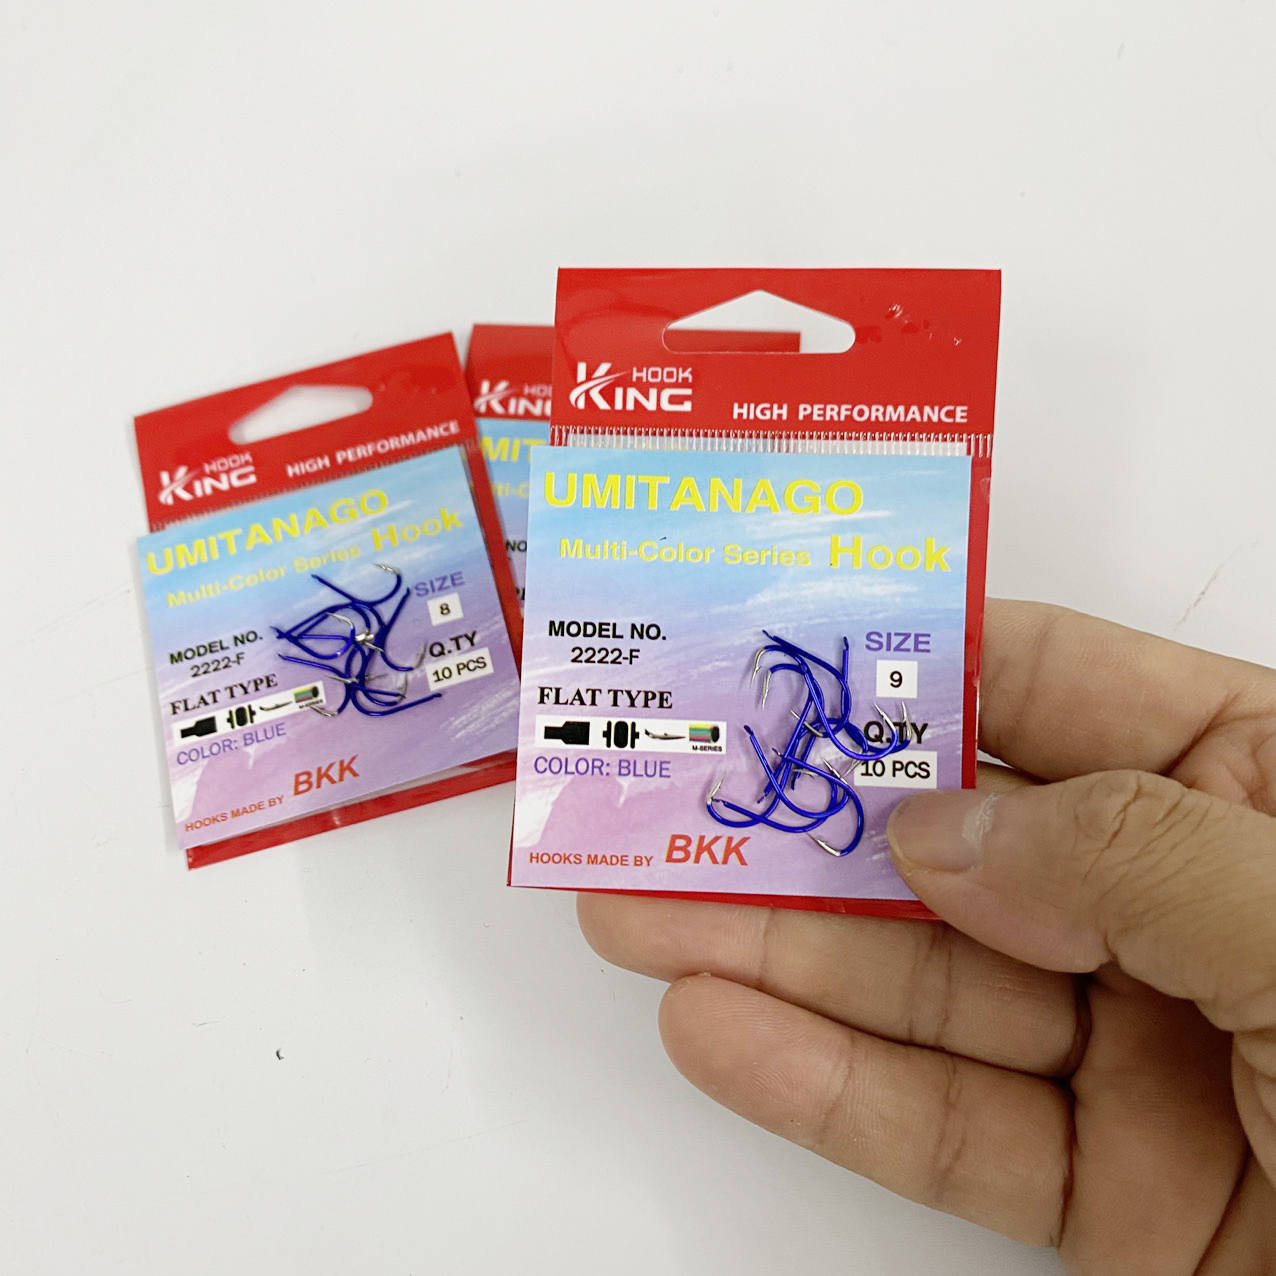 HOOK
KING
HIGH PERFORMANCE
UMITANAGO
Multi-Color Series Hook
MODEL NO.
2222-F
SIZE
9
FLAT TYPE
Q.TY
10 PCS
M-SERIES
COLOR: BLUE
HOOKS MADE BY BKK
HOOK
KING
HIGH PERFORMANCE
UMITANAGO
Multi-Color Series Hook
SIZE
8
MODEL NO.
2222-F
Q.TY
10 PCS
FLAT TYPE
M-SERIES
COLOR: BLUE
HOOKS MADE BY BKK